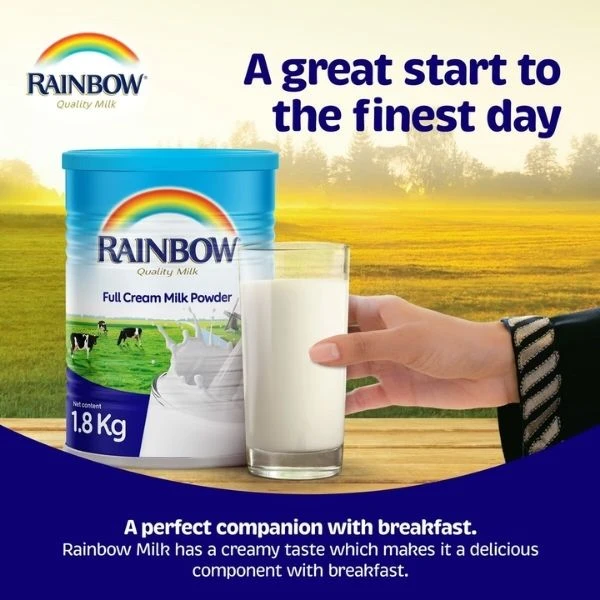 RAINBOW
Quality Milk
A great start to
the finest day
RAINBOW
Quality Milk
Full Cream Milk Powder
Net content
1.8 Kg
A perfect companion with breakfast.
Rainbow Milk has a creamy taste which makes it a delicious
component with breakfast.